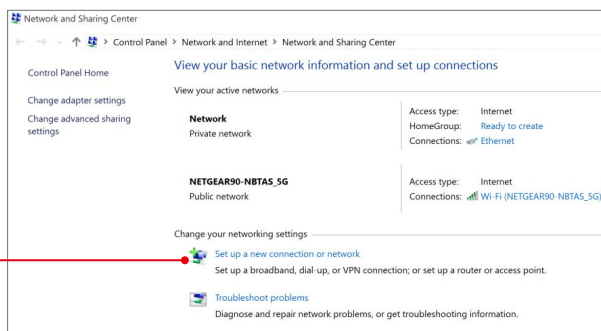 Network and Sharing Center
Control Panel > Network and Internet > Network and Sharing Center
Control Panel Home
Change adapter settings
Change advanced sharing
settings
View your basic network information and set up connections
View your active networks
Network
Private network
Access type: Internet
HomeGroup: Ready to create
Connections: Ethernet
NETGEAR90-NBTAS_5G
Public network
Access type: Internet
Connections: Wi-Fi (NETGEAR90-NBTAS_5G)
Change your networking settings
Set up a new connection or network
Set up a broadband, dial-up, or VPN connection; or set up a router or access point.
Troubleshoot problems
Diagnose and repair network problems, or get troubleshooting information.